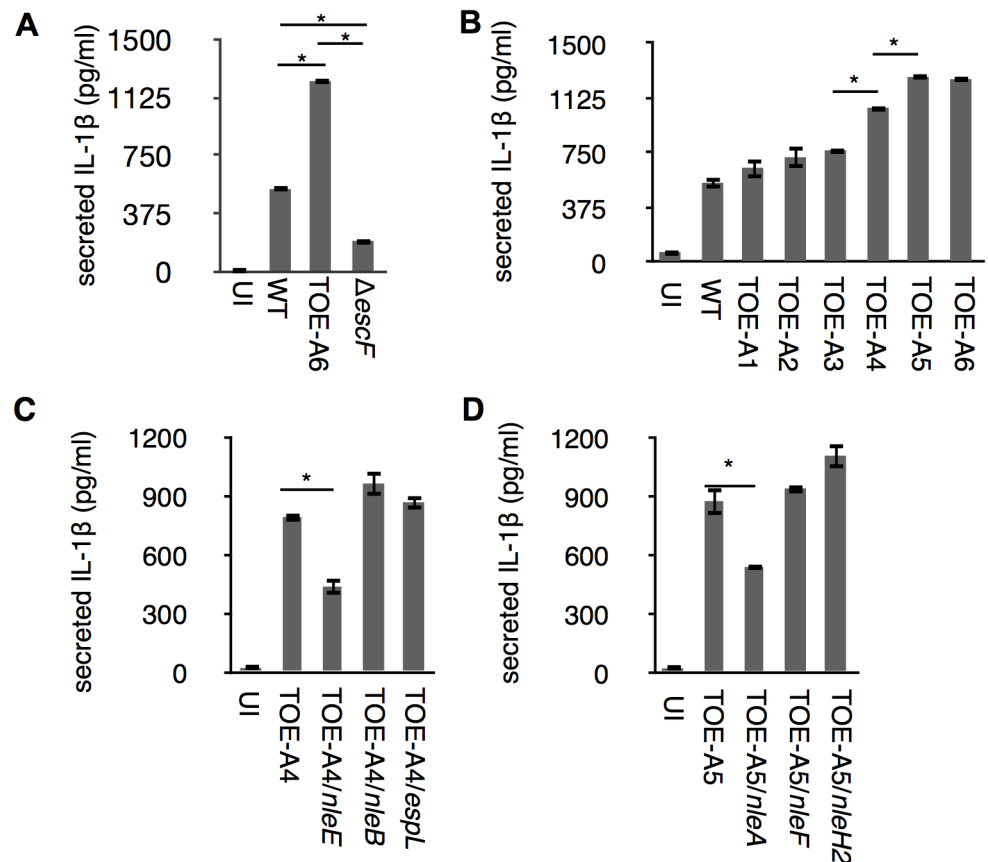 A
secreted IL-1β (pg/ml)
1500
1125
750
375
0
*
*
*
UI
WT
TOE-A6
ΔescF
B
secreted IL-1β (pg/ml)
1500
1125
750
375
0
*
*
UI
WT
TOE-A1
TOE-A2
TOE-A3
TOE-A4
TOE-A5
TOE-A6
C
secreted IL-1β (pg/ml)
1200
900
600
300
0
*
UI
TOE-A4
TOE-A4/nleE
TOE-A4/nleB
TOE-A4/espL
D
secreted IL-1β (pg/ml)
1200
900
600
300
0
*
UI
TOE-A5
TOE-A5/nleA
TOE-A5/nleF
TOE-A5/nleH2